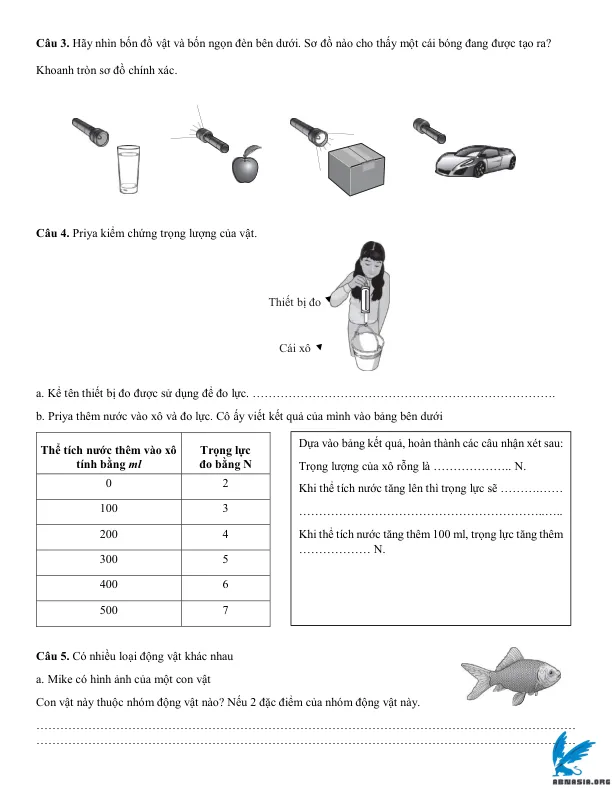 Câu 3. Hãy nhìn bốn đồ vật và bốn ngọn đèn bên dưới. Sơ đồ nào cho thấy một cái bóng đang được tạo ra?
Khoanh tròn sơ đồ chính xác.
Câu 4. Priya kiểm chứng trọng lượng của vật.
Thiết bị đo
Cái xô
a. Kể tên thiết bị đo được sử dụng để đo lực. ………………………………………………………………….
b. Priya thêm nước vào xô và đo lực. Cô ấy viết kết quả của mình vào bảng bên dưới
Thể tích nước thêm vào xô tính bằng ml Trọng lực đo bằng N
0 2
100 3
200 4
300 5
400 6
500 7
Dựa vào bảng kết quả, hoàn thành các câu nhận xét sau:
Trọng lượng của xô rỗng là ……………….. N.
Khi thể tích nước tăng lên thì trọng lực sẽ ……….……
……………………………………………………..…..
Khi thể tích nước tăng thêm 100 ml, trọng lực tăng thêm
……………… N.
Câu 5. Có nhiều loại động vật khác nhau
a. Mike có hình ảnh của một con vật
Con vật này thuộc nhóm động vật nào? Nếu 2 đặc điểm của nhóm động vật này.
ABNASIA.ORG